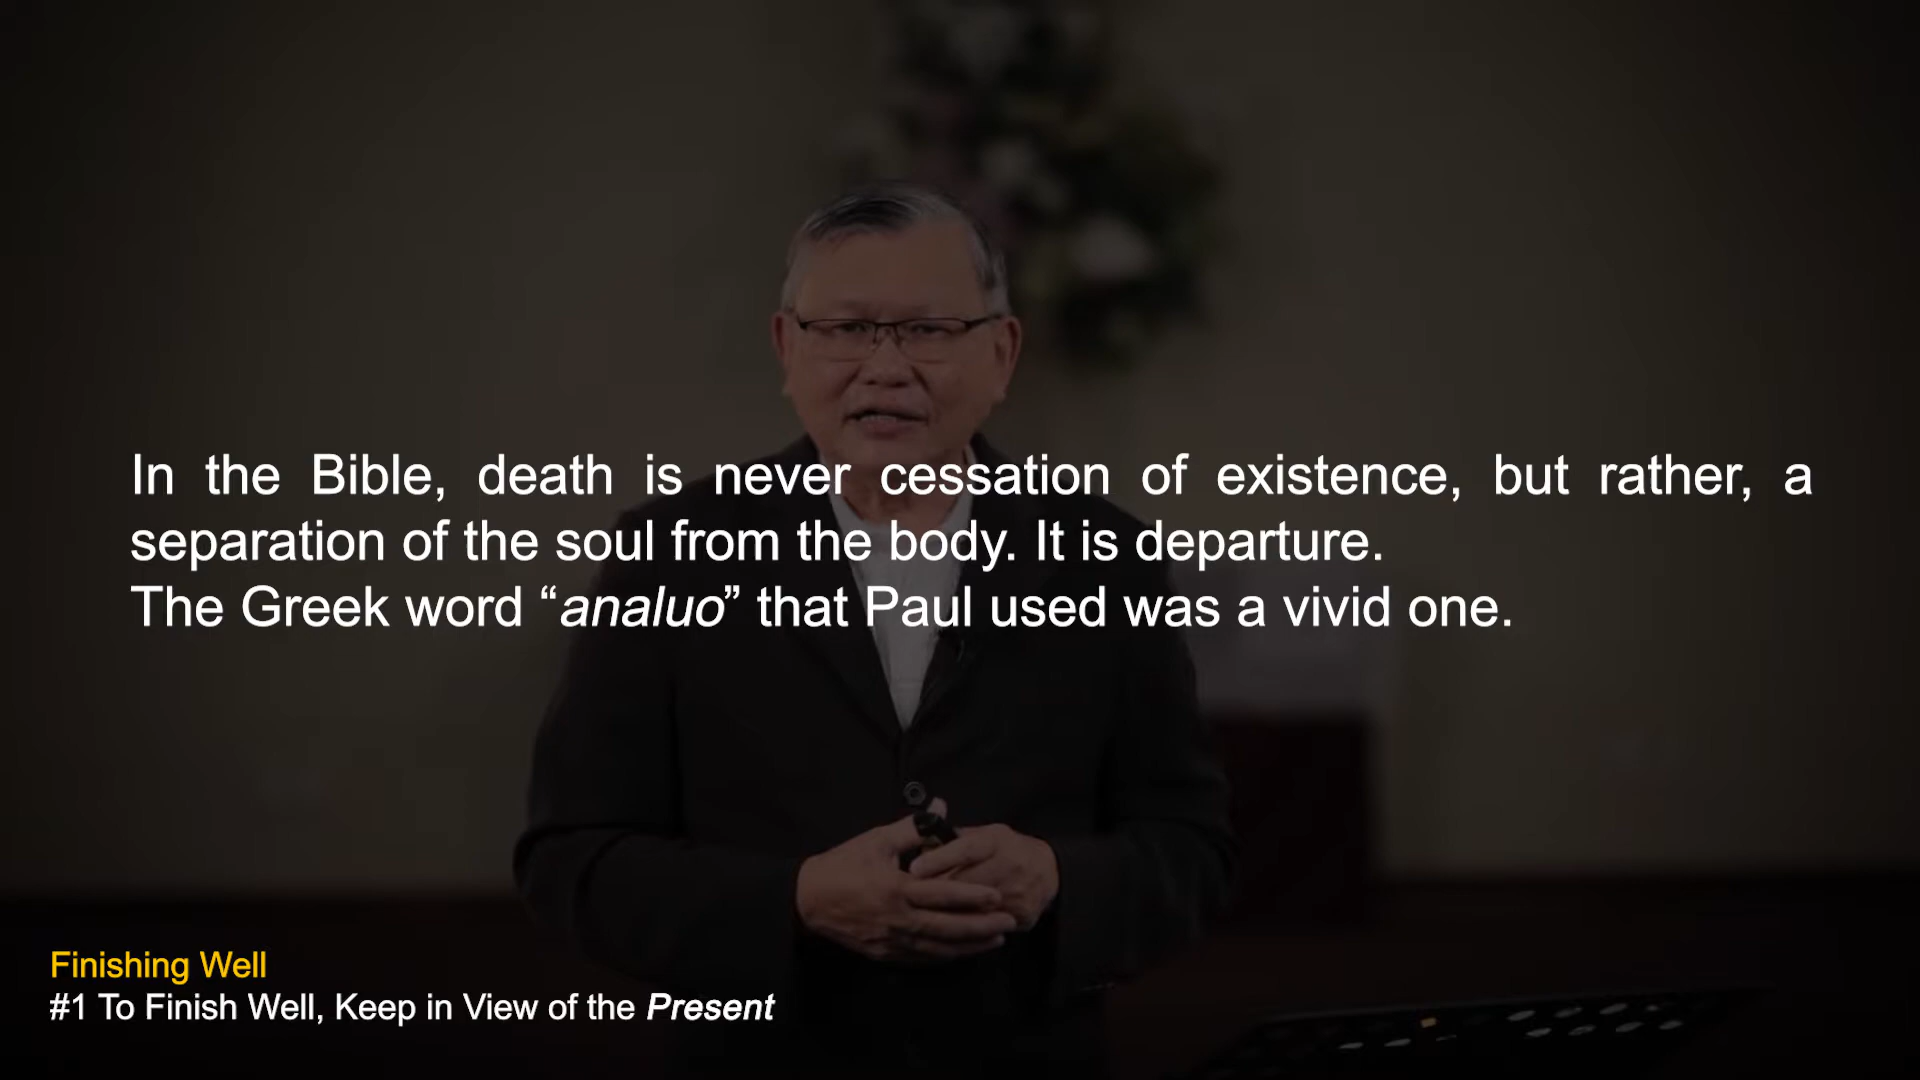 In the Bible, death is never cessation of existence, but rather, a
separation of the soul from the body. It is departure.
The Greek word “analuo” that Paul used was a vivid one.
Finishing Well
#1 To Finish Well, Keep in View of the Present